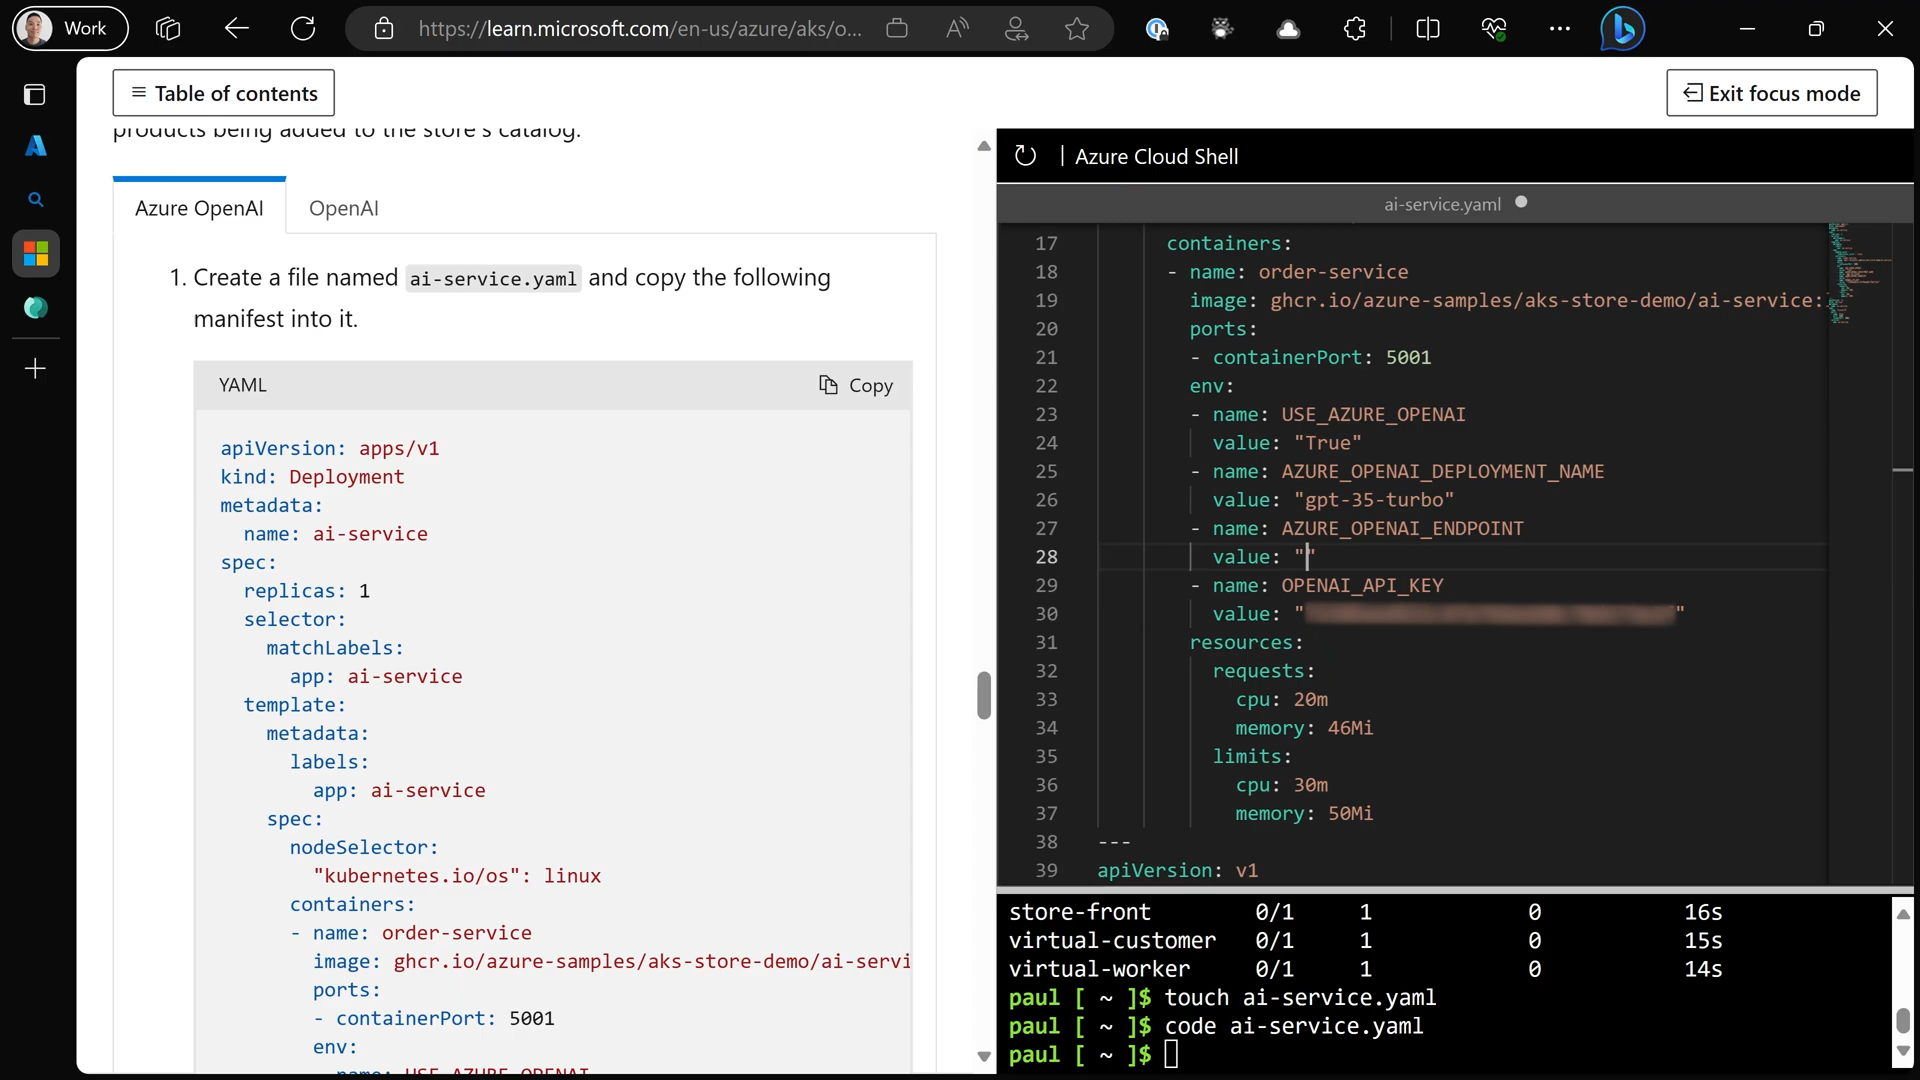 Work
https://learn.microsoft.com/en-us/azure/aks/o...
Table of contents
Exit focus mode
products being added to the store's catalog.
Azure OpenAI
OpenAI
1. Create a file named ai-service.yaml and copy the following
manifest into it.
YAML
Copy
apiVersion: apps/v1
kind: Deployment
metadata:
name: ai-service
spec:
replicas: 1
selector:
matchLabels:
app: ai-service
template:
metadata:
labels:
app: ai-service
spec:
nodeSelector:
"kubernetes.io/os": linux
containers:
- name: order-service
image: ghcr.io/azure-samples/aks-store-demo/ai-servi
ports:
- containerPort: 5001
env:
- name: USE_AZURE_OPENAI
| Azure Cloud Shell
ai-service.yaml
17 containers:
18 - name: order-service
19 image: ghcr.io/azure-samples/aks-store-demo/ai-service:
20 ports:
21 - containerPort: 5001
22 env:
23 - name: USE_AZURE_OPENAI
24 value: "True"
25 - name: AZURE_OPENAI_DEPLOYMENT_NAME
26 value: "gpt-35-turbo"
27 - name: AZURE_OPENAI_ENDPOINT
28 value: ""
29 - name: OPENAI_API_KEY
30 value: " "
31 resources:
32 requests:
33 cpu: 20m
34 memory: 46Mi
35 limits:
36 cpu: 30m
37 memory: 50Mi
38 ---
39 apiVersion: v1
store-front 0/1 1 0 16s
virtual-customer 0/1 1 0 15s
virtual-worker 0/1 1 0 14s
paul [ ~ ]$ touch ai-service.yaml
paul [ ~ ]$ code ai-service.yaml
paul [ ~ ]$